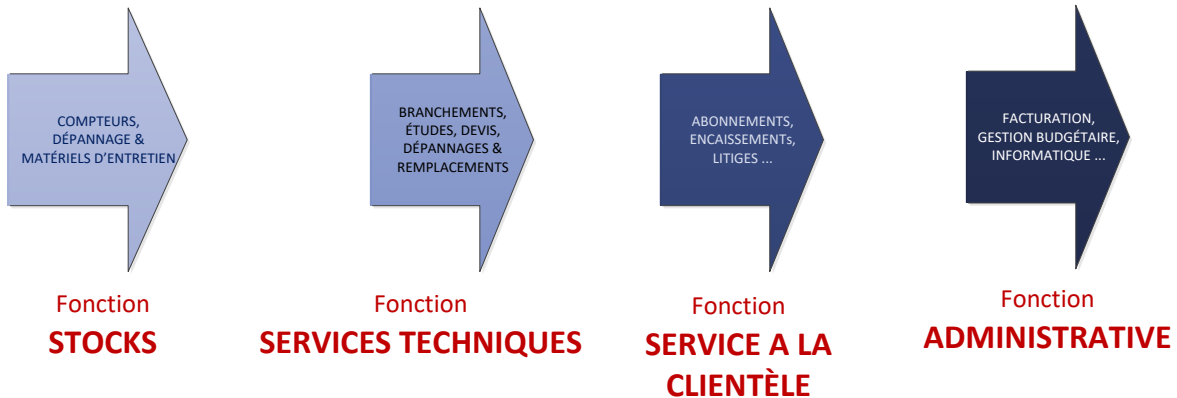 COMPTEURS,
DÉPANNAGE &
MATÉRIELS D'ENTRETIEN
BRANCHEMENTS,
ÉTUDES, DEVIS,
DÉPANNAGES &
REMPLACEMENTS
ABONNEMENTS,
ENCAISSEMENTs,
LITIGES ...
FACTURATION,
GESTION BUDGÉTAIRE,
INFORMATIQUE ...
Fonction
STOCKS
Fonction
SERVICES TECHNIQUES
Fonction
SERVICE A LA
CLIENTÈLE
Fonction
ADMINISTRATIVE